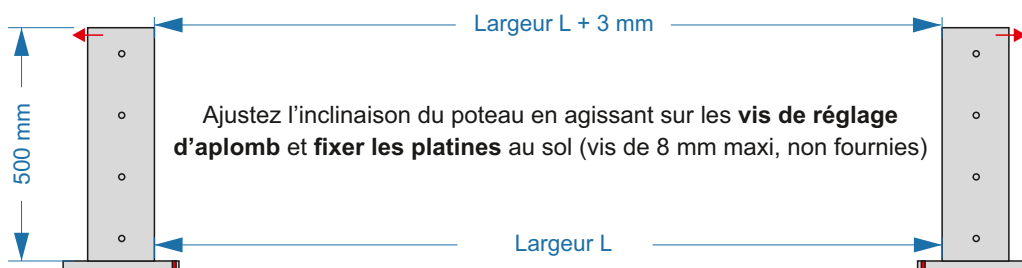 Largeur L + 3 mm
500 mm
Ajustez l’inclinaison du poteau en agissant sur les vis de réglage
d’aplomb et fixer les platines au sol (vis de 8 mm maxi, non fournies)
Largeur L